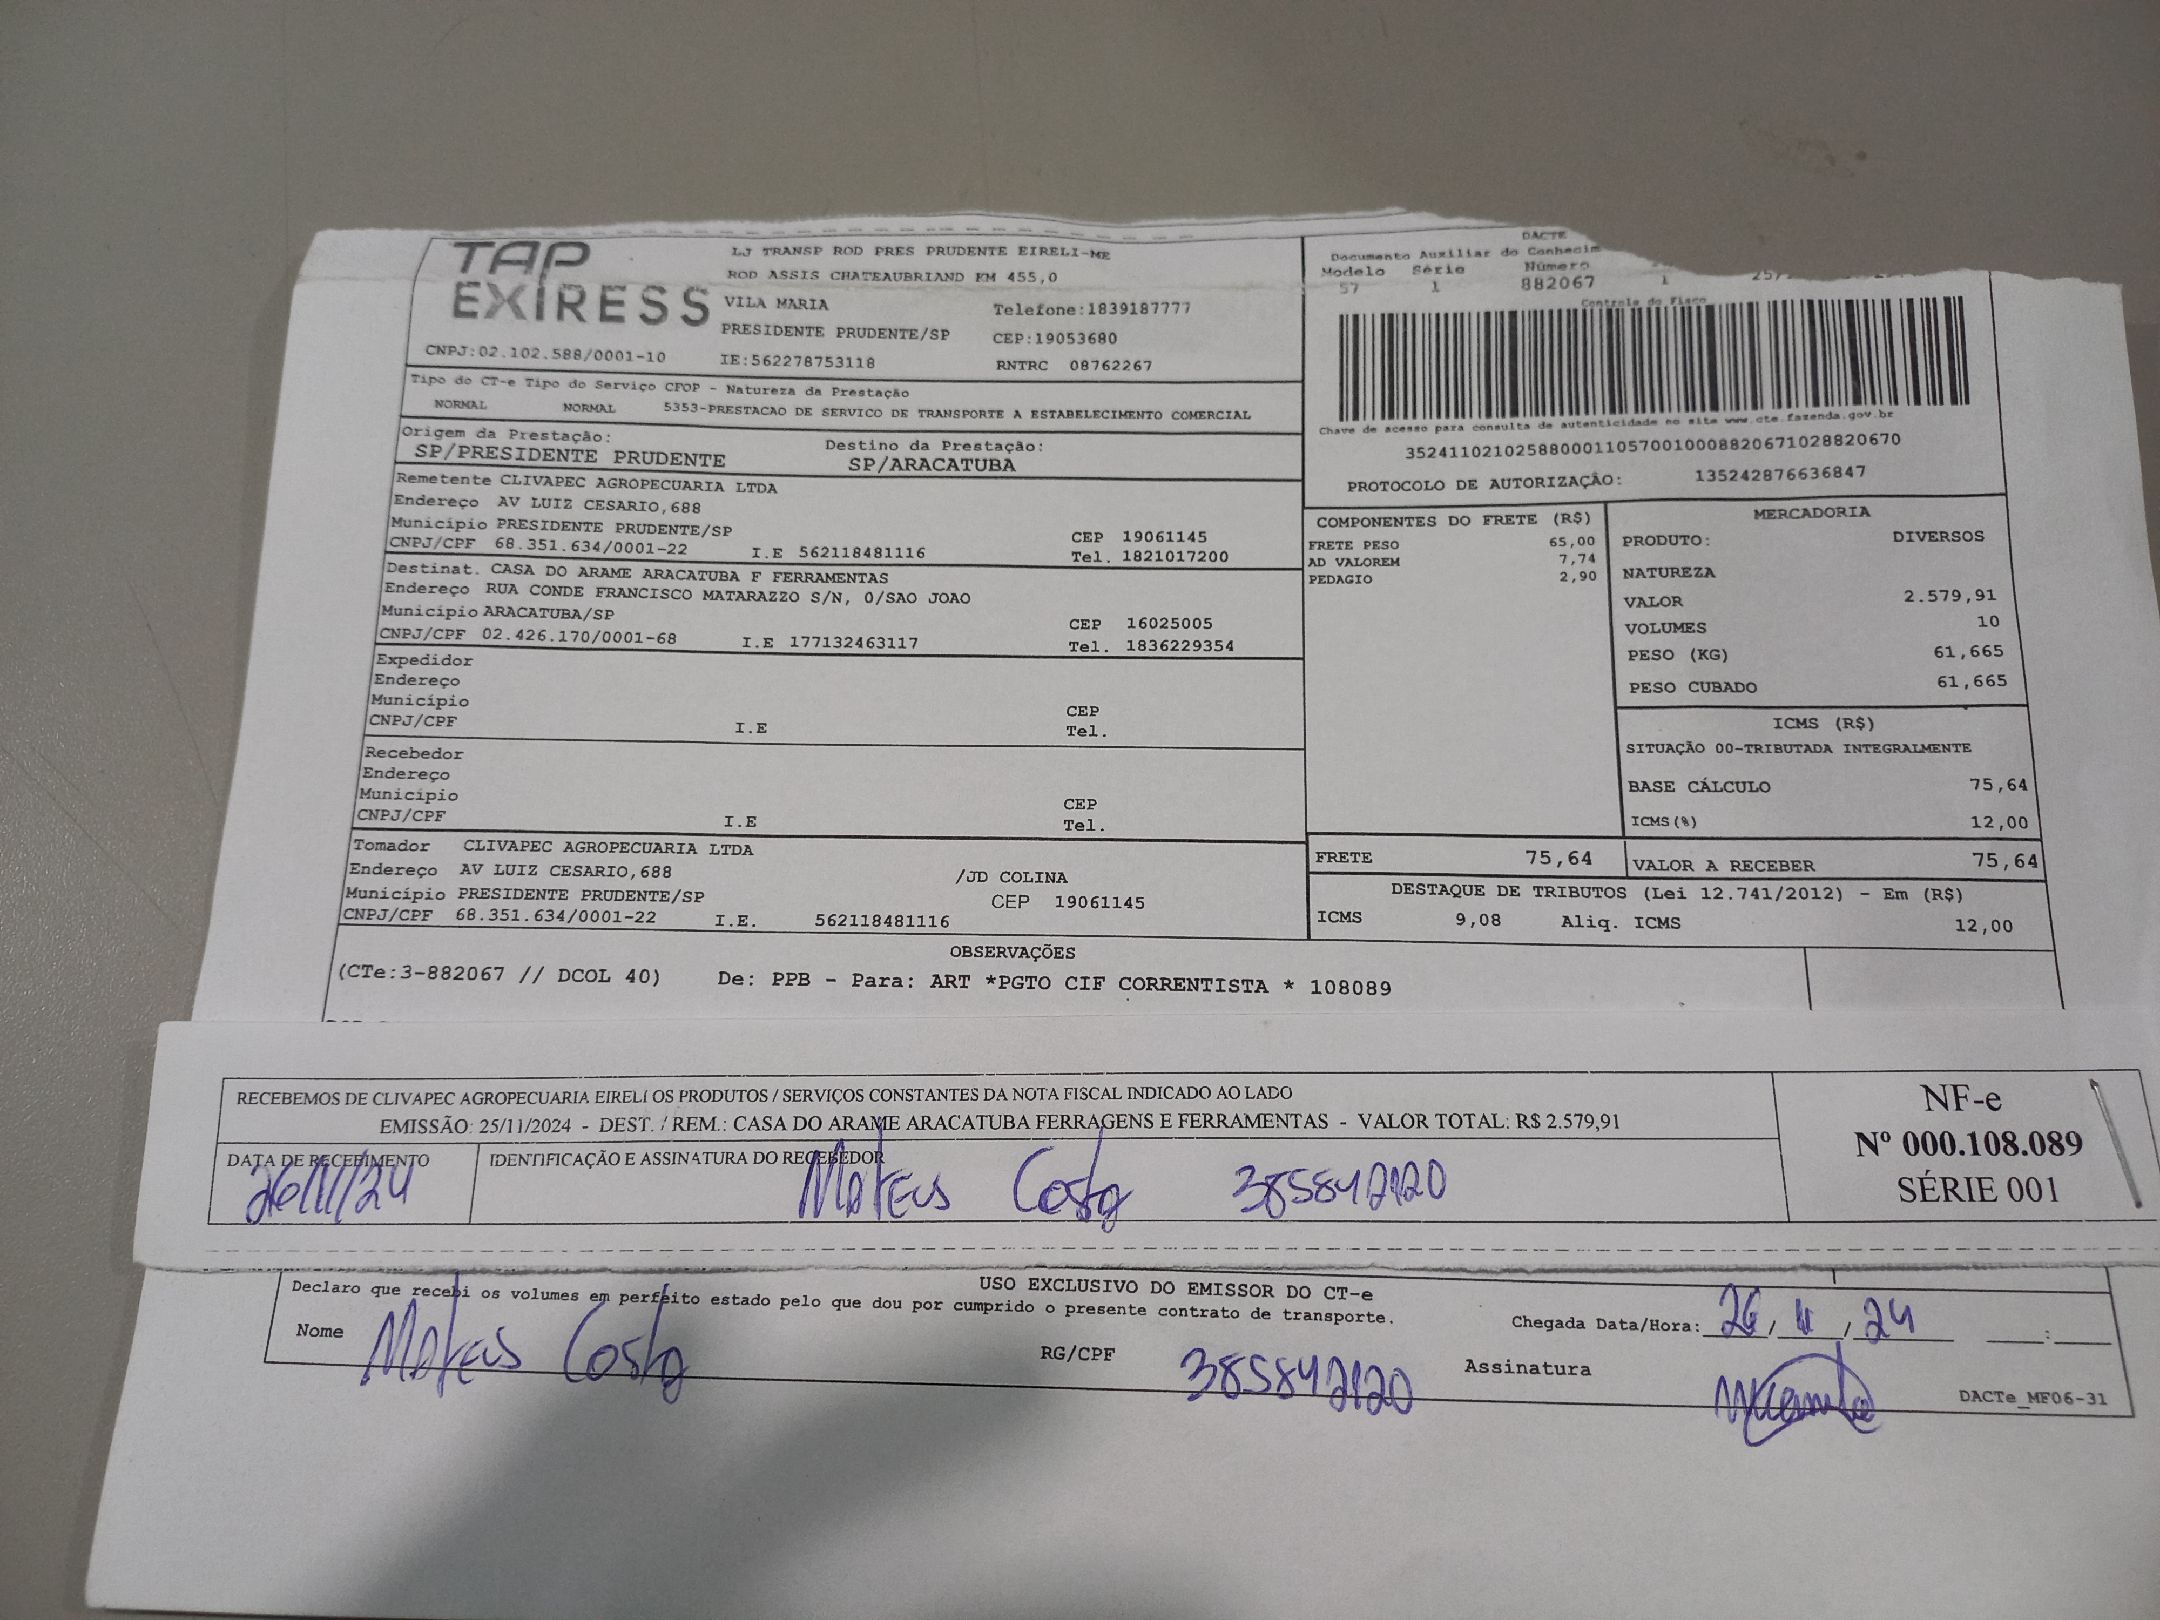 TAP
EXPRESS
LJ TRANSP ROD PRES PRUDENTE EIRELI-ME
ROD ASSIS CHATEAUBRIAND KM 455,0
VILA MARIA Telefone:1839187777
PRESIDENTE PRUDENTE/SP CEP:19053680
CNPJ:02.102.588/0001-10 IE:562278753118 RNTRC 08762267
DACTE
Documento Auxiliar do Conhecim
Modelo Série Número
57 1 882067 1
Controle do Fisco
Chave de acesso para consulta de autenticidade no site www.cte.fazenda.gov.br
35241102102588000110570010008820671028820670
PROTOCOLO DE AUTORIZAÇÃO: 135242876636847
Tipo do CT-e Tipo do Serviço CFOP - Natureza da Prestação
NORMAL NORMAL 5353-PRESTACAO DE SERVICO DE TRANSPORTE A ESTABELECIMENTO COMERCIAL
Origem da Prestação: Destino da Prestação:
SP/PRESIDENTE PRUDENTE SP/ARACATUBA
Remetente CLIVAPEC AGROPECUARIA LTDA
Endereço AV LUIZ CESARIO,688
Município PRESIDENTE PRUDENTE/SP CEP 19061145
CNPJ/CPF 68.351.634/0001-22 I.E 562118481116 Tel. 1821017200
Destinat. CASA DO ARAME ARACATUBA F FERRAMENTAS
Endereço RUA CONDE FRANCISCO MATARAZZO S/N, 0/SAO JOAO
Município ARACATUBA/SP CEP 16025005
CNPJ/CPF 02.426.170/0001-68 I.E 177132463117 Tel. 1836229354
Expedidor
Endereço
Município CEP
CNPJ/CPF I.E Tel.
Recebedor
Endereço
Município CEP
CNPJ/CPF I.E Tel.
Tomador CLIVAPEC AGROPECUARIA LTDA
Endereço AV LUIZ CESARIO,688 /JD COLINA
Município PRESIDENTE PRUDENTE/SP CEP 19061145
CNPJ/CPF 68.351.634/0001-22 I.E. 562118481116
COMPONENTES DO FRETE (R$)
FRETE PESO 65,00
AD VALOREM 7,74
PEDAGIO 2,90
MERCADORIA
PRODUTO: DIVERSOS
NATUREZA
VALOR 2.579,91
VOLUMES 10
PESO (KG) 61,665
PESO CUBADO 61,665
ICMS (R$)
SITUAÇÃO 00-TRIBUTADA INTEGRALMENTE
BASE CÁLCULO 75,64
ICMS(%) 12,00
FRETE 75,64 VALOR A RECEBER 75,64
DESTAQUE DE TRIBUTOS (Lei 12.741/2012) - Em (R$)
ICMS 9,08 Aliq. ICMS 12,00
OBSERVAÇÕES
(CTe:3-882067 // DCOL 40) De: PPB - Para: ART *PGTO CIF CORRENTISTA * 108089
RECEBEMOS DE CLIVAPEC AGROPECUARIA EIRELI OS PRODUTOS / SERVIÇOS CONSTANTES DA NOTA FISCAL INDICADO AO LADO
EMISSÃO: 25/11/2024 - DEST. / REM.: CASA DO ARAME ARACATUBA FERRAGENS E FERRAMENTAS - VALOR TOTAL: R$ 2.579,91
DATA DE RECEBIMENTO IDENTIFICAÇÃO E ASSINATURA DO RECEBEDOR
26/11/24 Mateus Costa 385842120
NF-e
Nº 000.108.089
SÉRIE 001
USO EXCLUSIVO DO EMISSOR DO CT-e
Declaro que recebi os volumes em perfeito estado pelo que dou por cumprido o presente contrato de transporte.
Nome Mateus Costa RG/CPF 385842120
Chegada Data/Hora: 26/11/24 :
Assinatura
DACTe_MF06-31